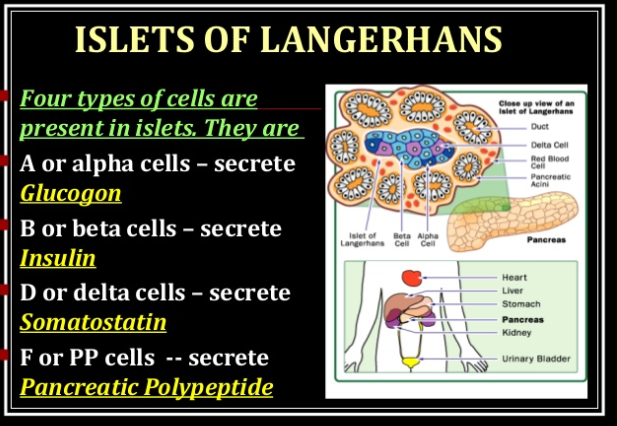 ISLETS OF LANGERHANS
Four types of cells are
present in islets. They are
A or alpha cells – secrete
Glucogon
B or beta cells – secrete
Insulin
D or delta cells – secrete
Somatostatin
F or PP cells -- secrete
Pancreatic Polypeptide
Close up view of an
Islet of Langerhans
Duct
Delta Cell
Red Blood
Cell
Pancreatic
Acini
Islet of
Langerhans
Beta
Cell
Alpha
Cell
Pancreas
Heart
Liver
Stomach
Pancreas
Kidney
Urinary Bladder